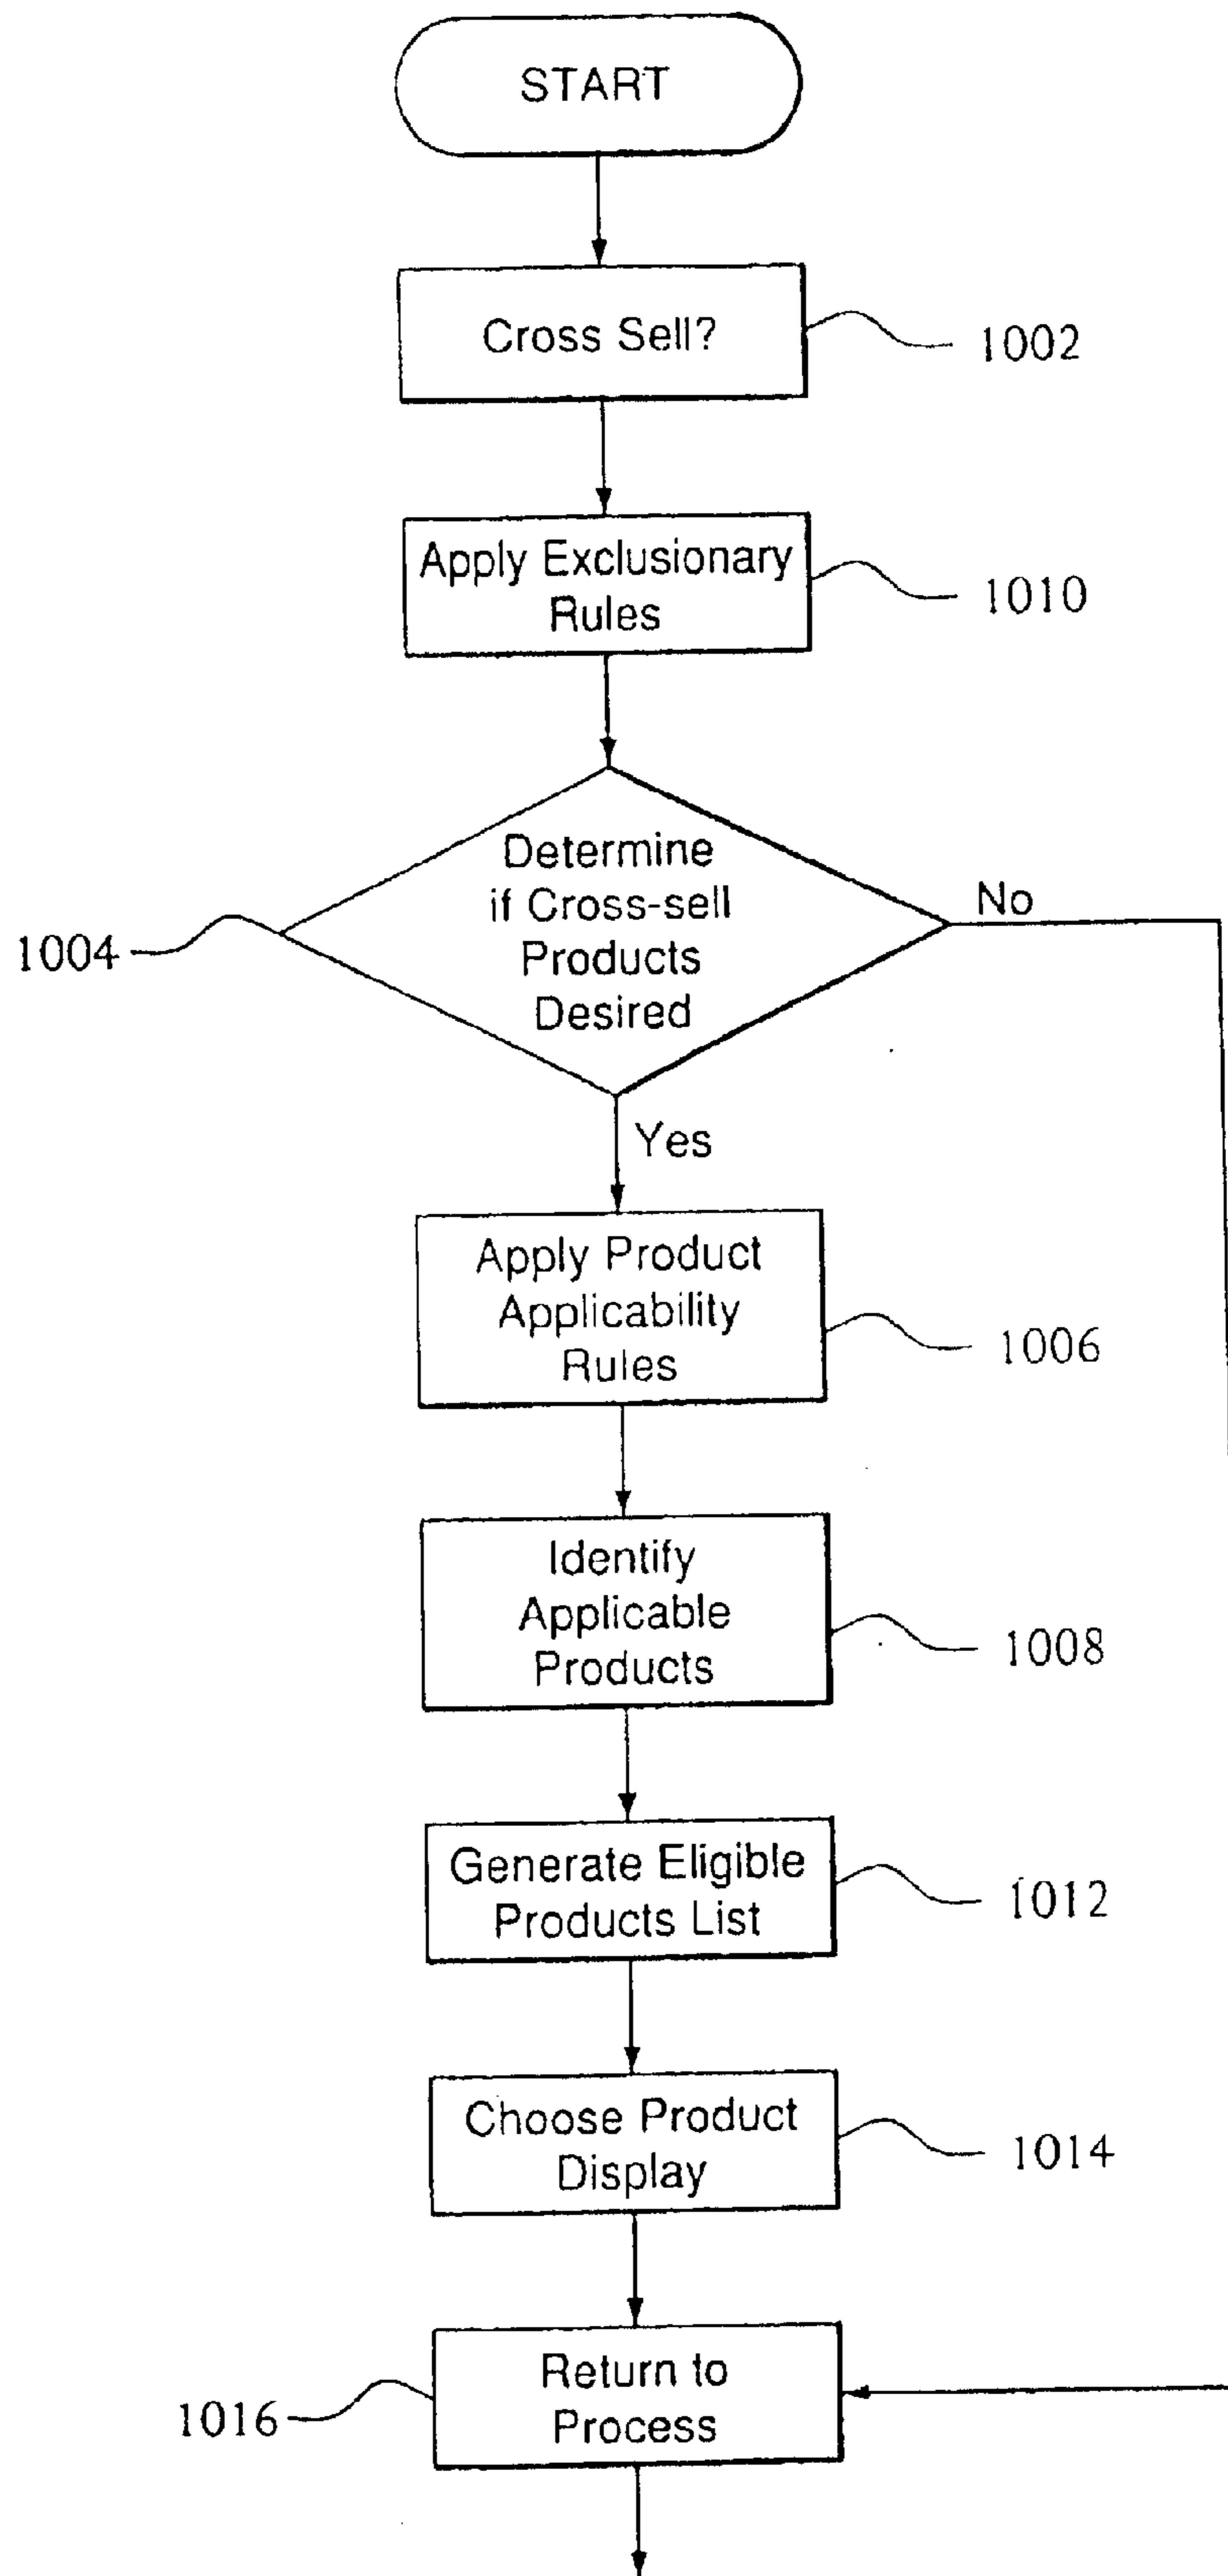 START
Cross Sell?
1002
Apply Exclusionary
Rules
1010
Determine
if Cross-sell
Products
Desired
No
1004
Yes
Apply Product
Applicability
Rules
1006
Identify
Applicable
Products
1008
Generate Eligible
Products List
1012
Choose Product
Display
1014
Return to
Process
1016